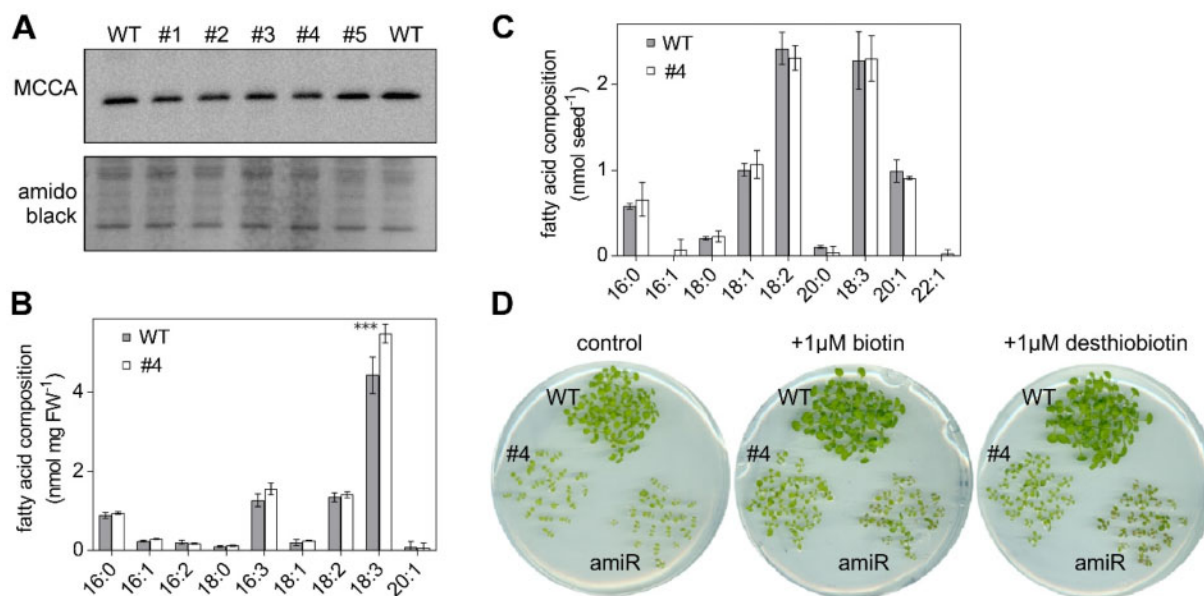 A
WT #1 #2 #3 #4 #5 WT
MCCA
amido
black
B
fatty acid composition
(nmol mg FW⁻¹)
WT
#4
***
4
2
0
16:0 16:1 16:2 18:0 16:3 18:1 18:2 18:3 20:1
C
fatty acid composition
(nmol seed⁻¹)
WT
#4
2
1
0
16:0 16:1 18:0 18:1 18:2 20:0 18:3 20:1 22:1
D
control +1µM biotin +1µM desthiobiotin
WT WT WT
#4 #4 #4
amiR amiR amiR